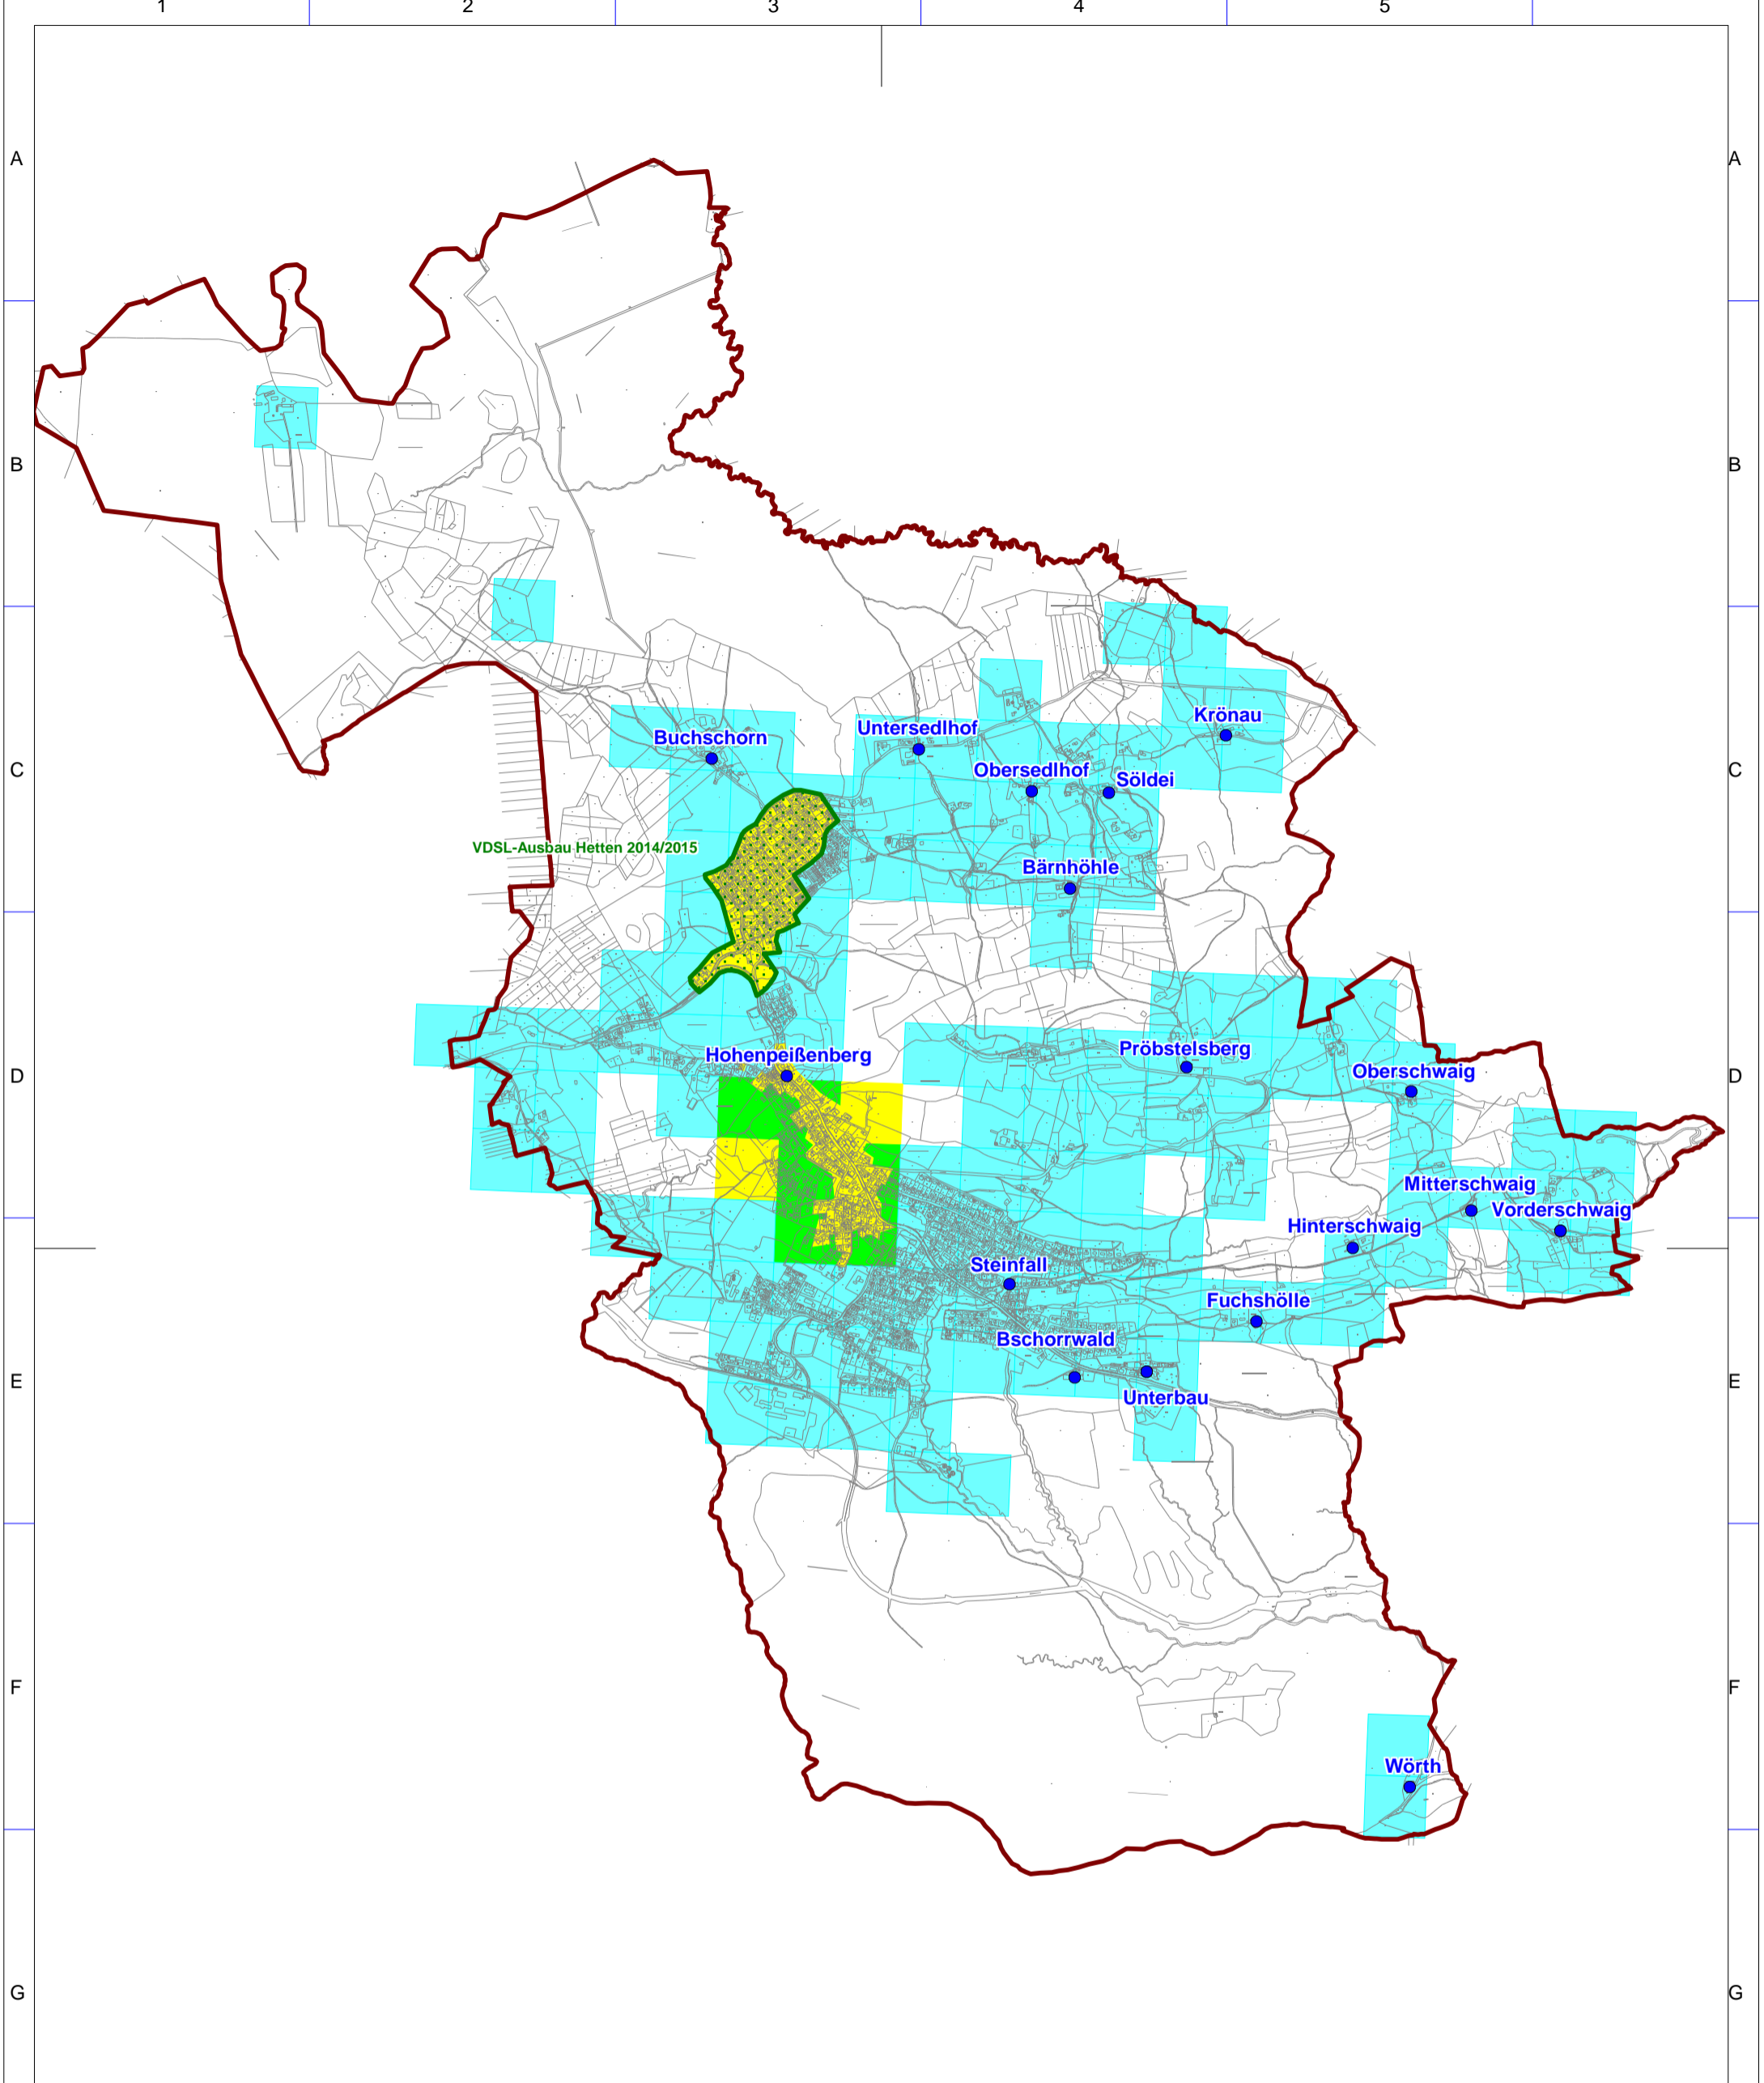 1 2 3 4 5
A A
B B
Buchschorn
Untersedlhof
Krönau
C C
Obersedlhof
Söldei
VDSL-Ausbau Hetten 2014/2015
Bärnhöhle
Hohenpeißenberg
Pröbstelsberg
Oberschwaig
D D
Mitterschwaig
Vorderschwaig
Hinterschwaig
Steinfall
Fuchshölle
Bschorrwald
E E
Unterbau
F F
Wörth
G G